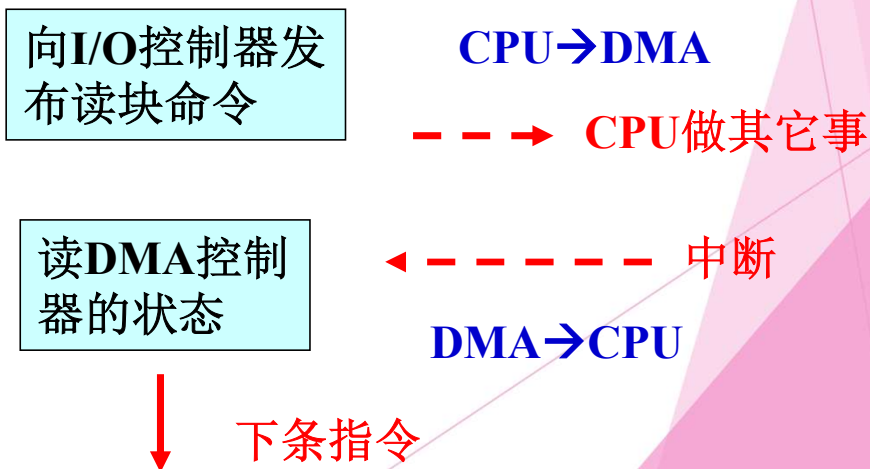 向I/O控制器发
布读块命令
CPU→DMA
CPU做其它事
读DMA控制
器的状态
中断
DMA→CPU
下条指令